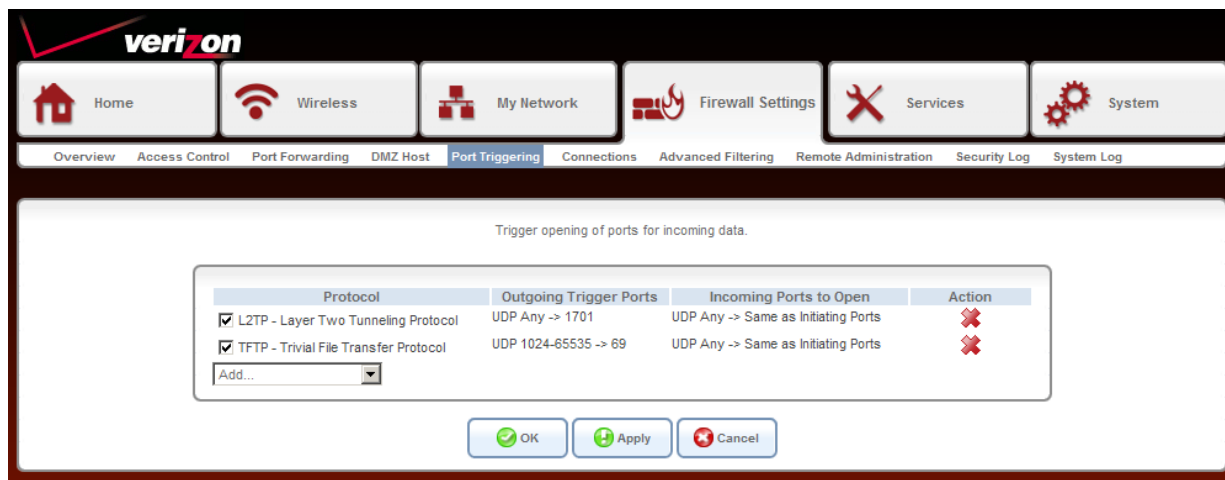 verizon
Home Wireless My Network Firewall Settings Services System
Overview Access Control Port Forwarding DMZ Host Port Triggering Connections Advanced Filtering Remote Administration Security Log System Log
Trigger opening of ports for incoming data.
Protocol Outgoing Trigger Ports Incoming Ports to Open Action
L2TP - Layer Two Tunneling Protocol UDP Any -> 1701 UDP Any -> Same as Initiating Ports
TFTP - Trivial File Transfer Protocol UDP 1024-65535 -> 69 UDP Any -> Same as Initiating Ports
Add...
OK Apply Cancel